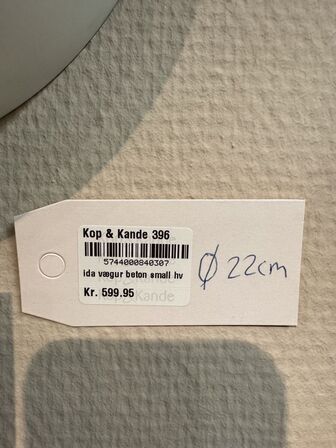 Kop & Kande 396
5744000840307
ida vægur beton small hv
Kr. 599.95
Ø 22cm